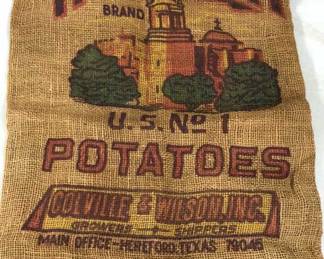 BRAND
U.S. No 1
POTATOES
COLVILLE & WILSON, INC.
GROWERS & SHIPPERS
MAIN OFFICE-HEREFORD, TEXAS 79045